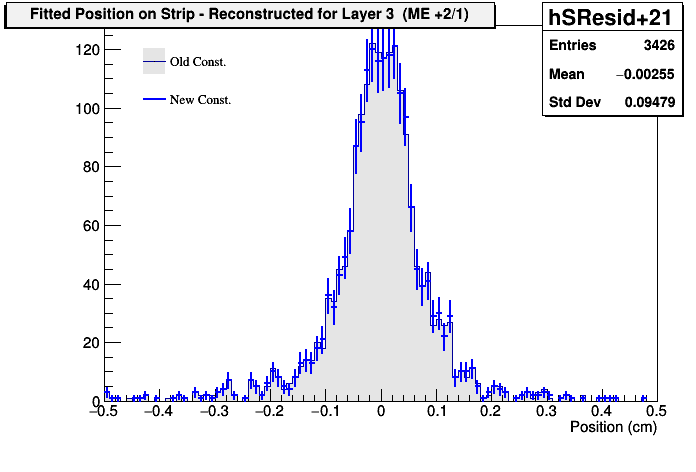 Fitted Position on Strip - Reconstructed for Layer 3 (ME +2/1)
hSResid+21
Entries 3426
Mean −0.00255
Std Dev 0.09479
Old Const.
New Const.
120
100
80
60
40
20
0
−0.5 −0.4 −0.3 −0.2 −0.1 0 0.1 0.2 0.3 0.4 0.5
Position (cm)